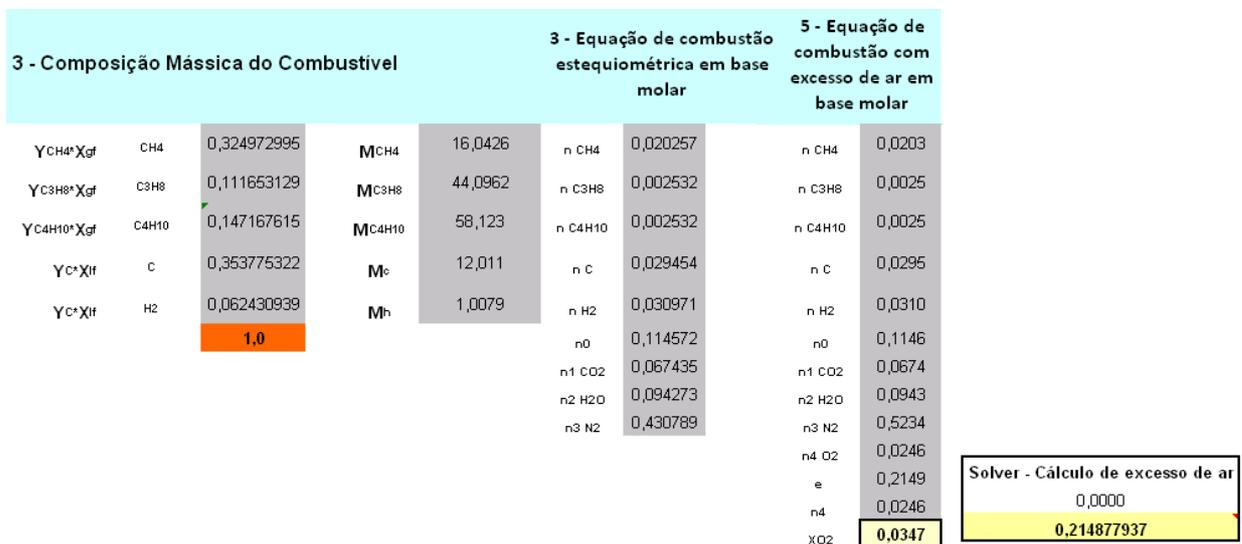 3 - Composição Mássica do Combustível
3 - Equação de combustão
estequiométrica em base
molar
5 - Equação de
combustão com
excesso de ar em
base molar
YCH4*Xgf CH4 0,324972995 MCH4 16,0426 n CH4 0,020257 n CH4 0,0203
YC3H8*Xgf C3H8 0,111653129 MC3H8 44,0962 n C3H8 0,002532 n C3H8 0,0025
YC4H10*Xgf C4H10 0,147167615 MC4H10 58,123 n C4H10 0,002532 n C4H10 0,0025
YC*Xlf C 0,353775322 Mc 12,011 n C 0,029454 n C 0,0295
YC*Xlf H2 0,062430939 Mh 1,0079 n H2 0,030971 n H2 0,0310
1,0 n0 0,114572 n0 0,1146
n1 CO2 0,067435 n1 CO2 0,0674
n2 H2O 0,094273 n2 H2O 0,0943
n3 N2 0,430789 n3 N2 0,5234
n4 O2 0,0246
e 0,2149
n4 0,0246
XO2 0,0347
Solver - Cálculo de excesso de ar
0,0000
0,214877937